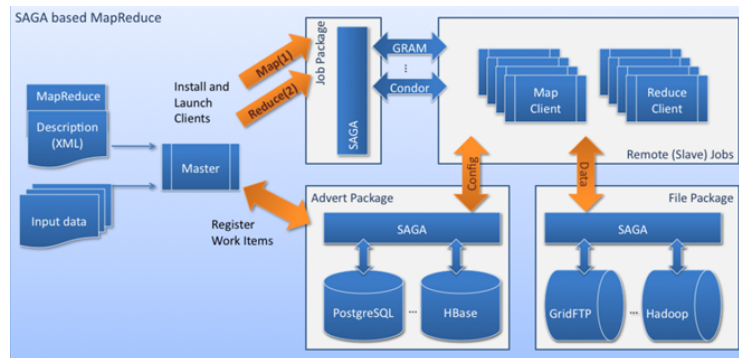 SAGA based MapReduce
MapReduce
Description
(XML)
Input data
Master
Install and
Launch
Clients
Map(1)
Reduce(2)
Register
Work Items
Job Package
SAGA
GRAM
...
Condor
Map
Client
Reduce
Client
Remote (Slave) Jobs
Config
Data
Advert Package
SAGA
PostgreSQL
...
HBase
File Package
SAGA
GridFTP
...
Hadoop